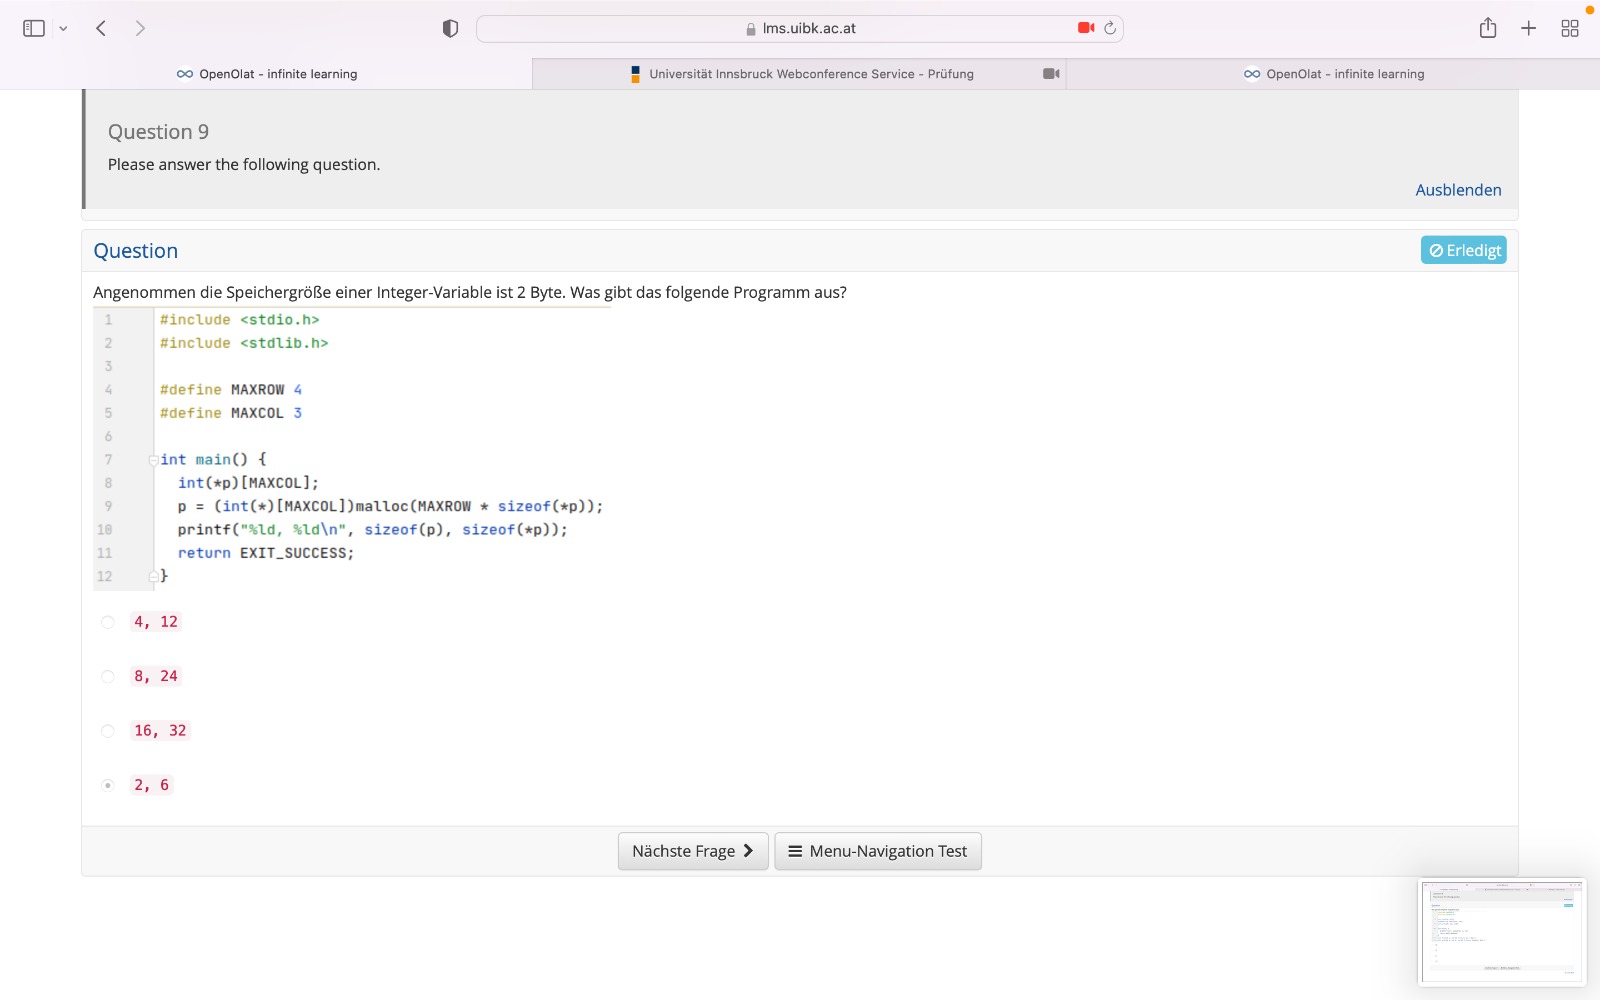 lms.uibk.ac.at
OpenOlat - infinite learning
Universität Innsbruck Webconference Service - Prüfung
OpenOlat - infinite learning
Question 9
Please answer the following question.
Ausblenden
Question
Erledigt
Angenommen die Speichergröße einer Integer-Variable ist 2 Byte. Was gibt das folgende Programm aus?
1 #include <stdio.h>
2 #include <stdlib.h>
3
4 #define MAXROW 4
5 #define MAXCOL 3
6
7 int main() {
8 int(*p)[MAXCOL];
9 p = (int(*)[MAXCOL])malloc(MAXROW * sizeof(*p));
10 printf("%ld, %ld\n", sizeof(p), sizeof(*p));
11 return EXIT_SUCCESS;
12 }
4, 12
8, 24
16, 32
2, 6
Nächste Frage
Menu-Navigation Test